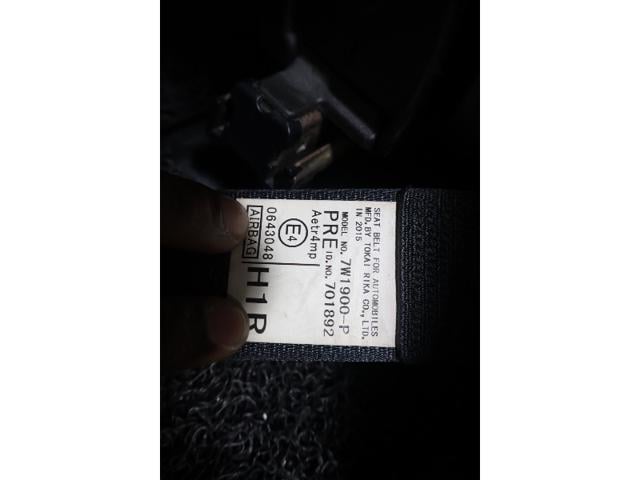 SEAT BELT FOR AUTOMOBILES
MFD. BY TOKAI RIKA CO., LTD.
IN 2015
MODEL NO. 7W1900-P
PRE ID. NO. 701892
Aetr4mp
E4
0643048
AIRBAG H1R